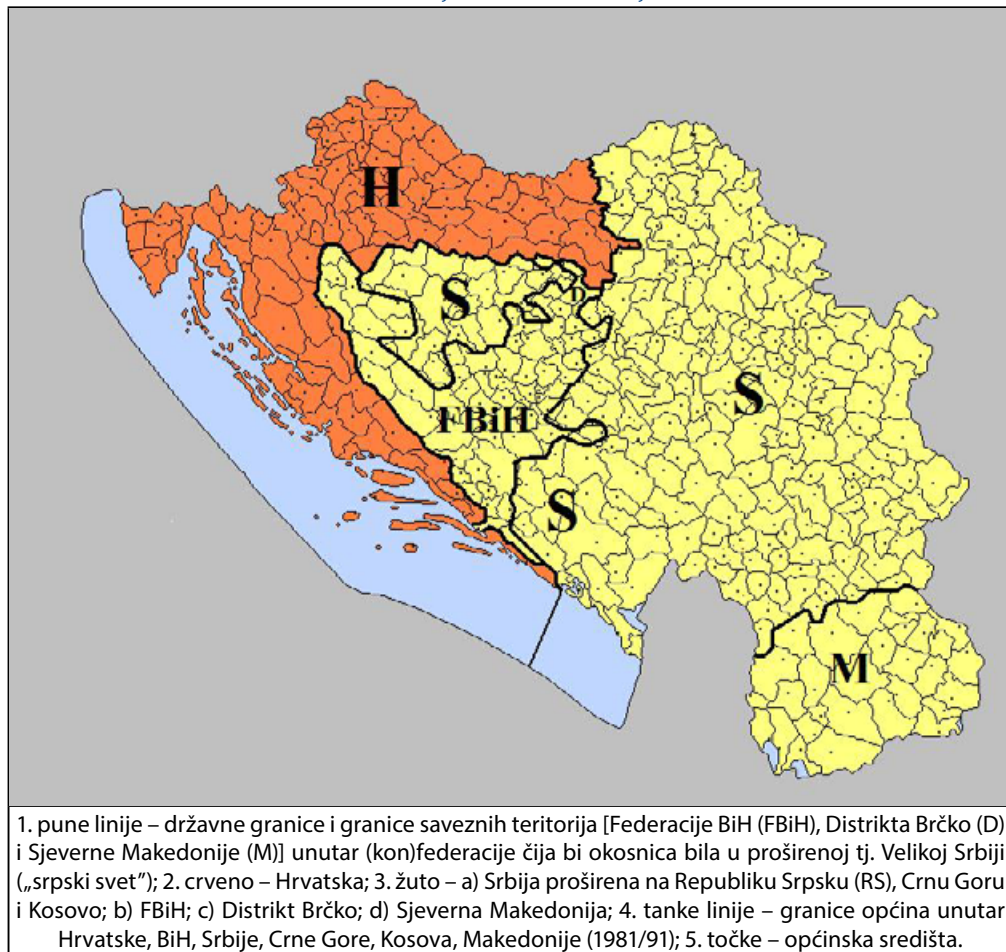 H
S
D
S
FBiH
S
M
1. pune linije – državne granice i granice saveznih teritorija [Federacije BiH (FBiH), Distrikta Brčko (D)
i Sjeverne Makedonije (M)] unutar (kon)federacije čija bi okosnica bila u proširenoj tj. Velikoj Srbiji
(„srpski svet”); 2. crveno – Hrvatska; 3. žuto – a) Srbija proširena na Republiku Srpsku (RS), Crnu Goru
i Kosovo; b) FBiH; c) Distrikt Brčko; d) Sjeverna Makedonija; 4. tanke linije – granice općina unutar
Hrvatske, BiH, Srbije, Crne Gore, Kosova, Makedonije (1981/91); 5. točke – općinska središta.